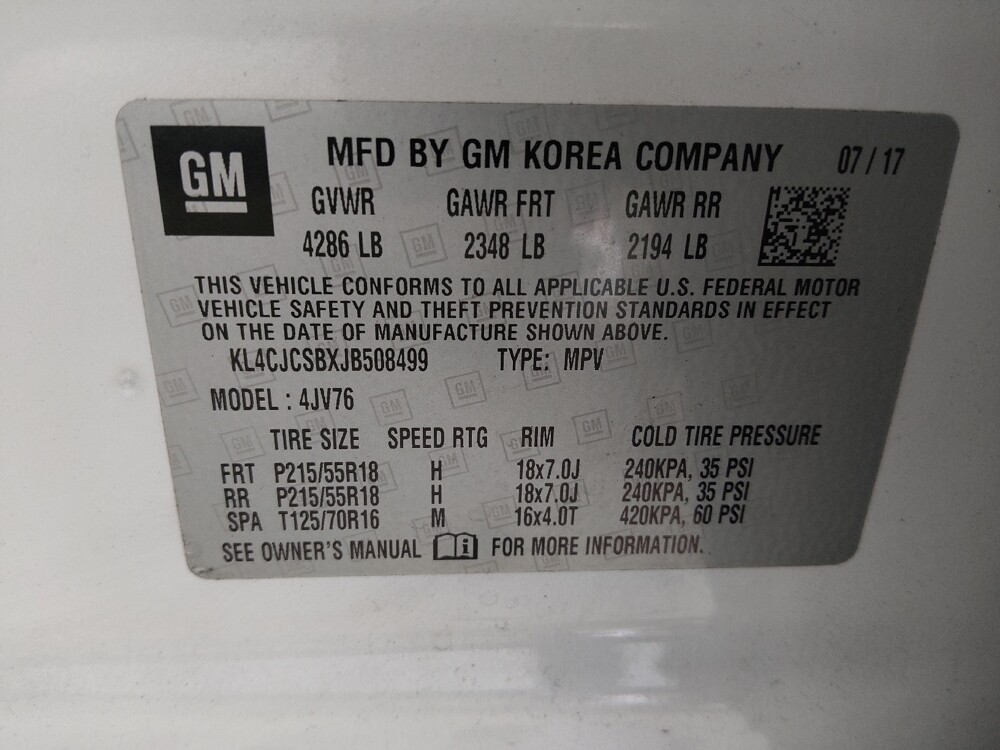 GM
MFD BY GM KOREA COMPANY 07 / 17
GVWR GAWR FRT GAWR RR
4286 LB 2348 LB 2194 LB
THIS VEHICLE CONFORMS TO ALL APPLICABLE U.S. FEDERAL MOTOR
VEHICLE SAFETY AND THEFT PREVENTION STANDARDS IN EFFECT
ON THE DATE OF MANUFACTURE SHOWN ABOVE.
KL4CJCSBXJB508499 TYPE: MPV
MODEL : 4JV76
TIRE SIZE SPEED RTG RIM COLD TIRE PRESSURE
FRT P215/55R18 H 18x7.0J 240KPA, 35 PSI
RR P215/55R18 H 18x7.0J 240KPA, 35 PSI
SPA T125/70R16 M 16x4.0T 420KPA, 60 PSI
SEE OWNER'S MANUAL i FOR MORE INFORMATION.